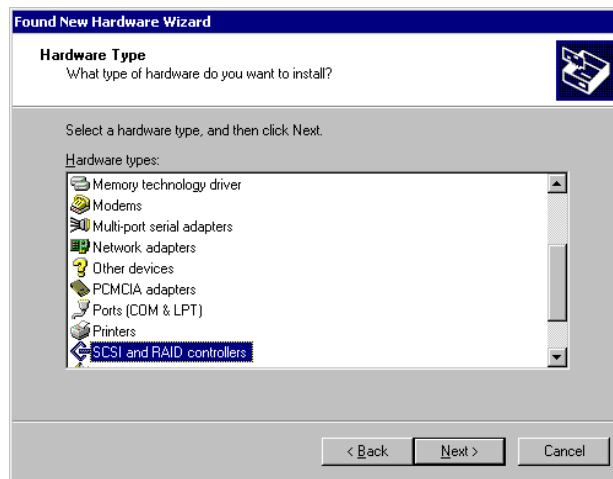 Found New Hardware Wizard
Hardware Type
What type of hardware do you want to install?
Select a hardware type, and then click Next.
Hardware types:
Memory technology driver
Modems
Multi-port serial adapters
Network adapters
Other devices
PCMCIA adapters
Ports (COM & LPT)
Printers
SCSI and RAID controllers
< Back Next > Cancel